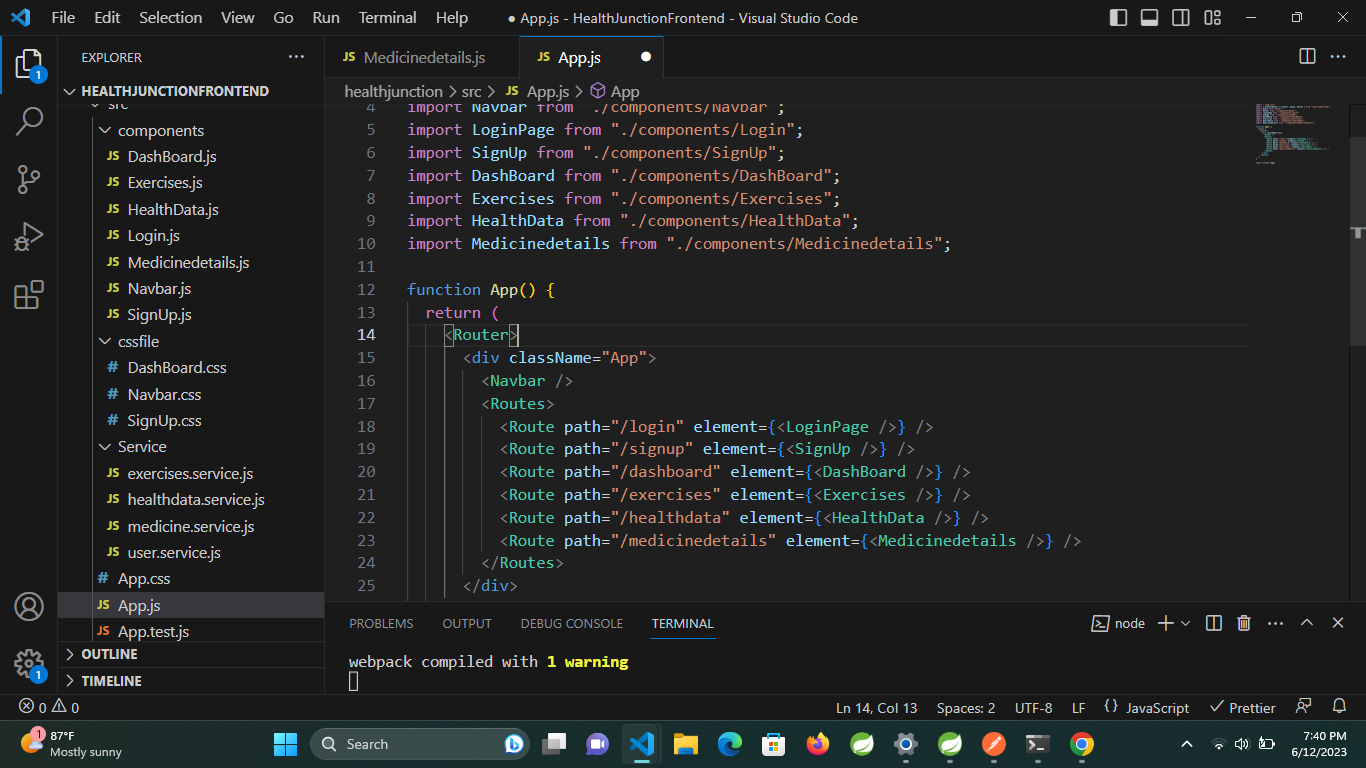 File Edit Selection View Go Run Terminal Help
● App.js - HealthJunctionFrontend - Visual Studio Code
EXPLORER
HEALTHJUNCTIONFRONTEND
src
components
JS DashBoard.js
JS Exercises.js
JS HealthData.js
JS Login.js
JS Medicinedetails.js
JS Navbar.js
JS SignUp.js
cssfile
# DashBoard.css
# Navbar.css
# SignUp.css
Service
JS exercises.service.js
JS healthdata.service.js
JS medicine.service.js
JS user.service.js
# App.css
JS App.js
JS App.test.js
OUTLINE
TIMELINE
1
1
JS Medicinedetails.js
JS App.js
healthjunction > src > JS App.js > App
4 import Navbar from "./components/Navbar";
5 import LoginPage from "./components/Login";
6 import SignUp from "./components/SignUp";
7 import DashBoard from "./components/DashBoard";
8 import Exercises from "./components/Exercises";
9 import HealthData from "./components/HealthData";
10 import Medicinedetails from "./components/Medicinedetails";
11
12 function App() {
13 return (
14 <Router>
15 <div className="App">
16 <Navbar />
17 <Routes>
18 <Route path="/login" element={<LoginPage />} />
19 <Route path="/signup" element={<SignUp />} />
20 <Route path="/dashboard" element={<DashBoard />} />
21 <Route path="/exercises" element={<Exercises />} />
22 <Route path="/healthdata" element={<HealthData />} />
23 <Route path="/medicinedetails" element={<Medicinedetails />} />
24 </Routes>
25 </div>
PROBLEMS OUTPUT DEBUG CONSOLE TERMINAL
node
webpack compiled with 1 warning
0 0
Ln 14, Col 13 Spaces: 2 UTF-8 LF {} JavaScript Prettier
1
87°F
Mostly sunny
Search
7:40 PM
6/12/2023